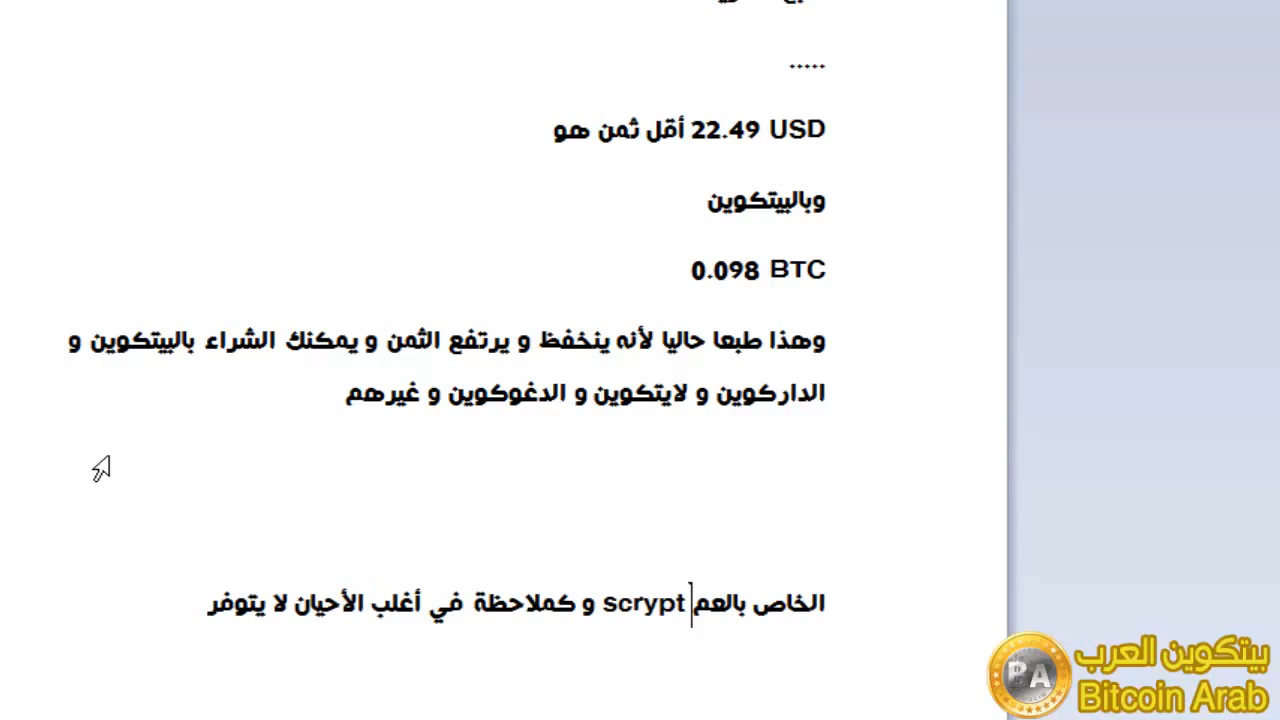 .....
22.49 USD أقل ثمن هو
وبالبيتكوين
0.098 BTC
وهذا طبعا حاليا لأنه ينخفظ و يرتفع الثمن و يمكنك الشراء بالبيتكوين و
الداركوين و لايتكوين و الدغوكوين و غيرهم
الخاص بالعم scrypt و كملاحظة في أغلب الأحيان لا يتوفر
بيتكوين العرب
Bitcoin Arab